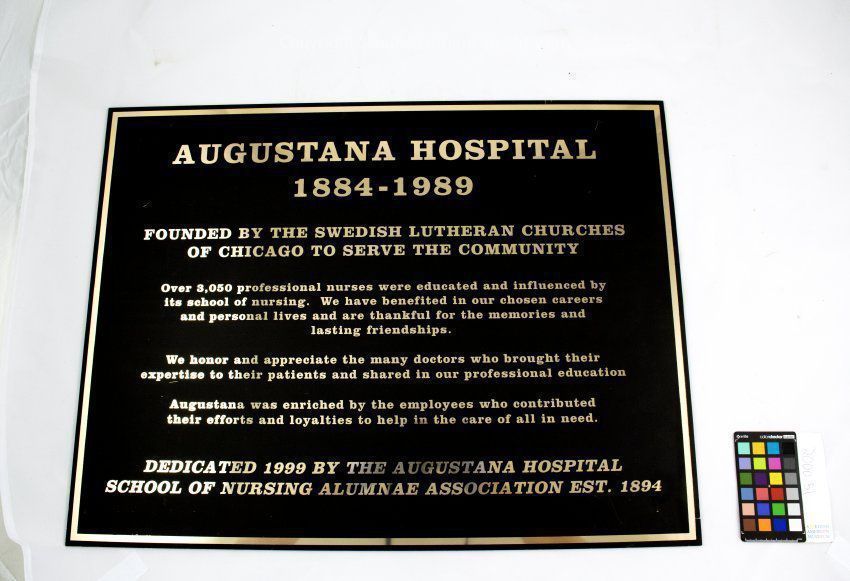 AUGUSTANA HOSPITAL
1884-1989
FOUNDED BY THE SWEDISH LUTHERAN CHURCHES
OF CHICAGO TO SERVE THE COMMUNITY
Over 3,050 professional nurses were educated and influenced by
its school of nursing. We have benefited in our chosen careers
and personal lives and are thankful for the memories and
lasting friendships.
We honor and appreciate the many doctors who brought their
expertise to their patients and shared in our professional education
Augustana was enriched by the employees who contributed
their efforts and loyalties to help in the care of all in need.
DEDICATED 1999 BY THE AUGUSTANA HOSPITAL
SCHOOL OF NURSING ALUMNAE ASSOCIATION EST. 1894